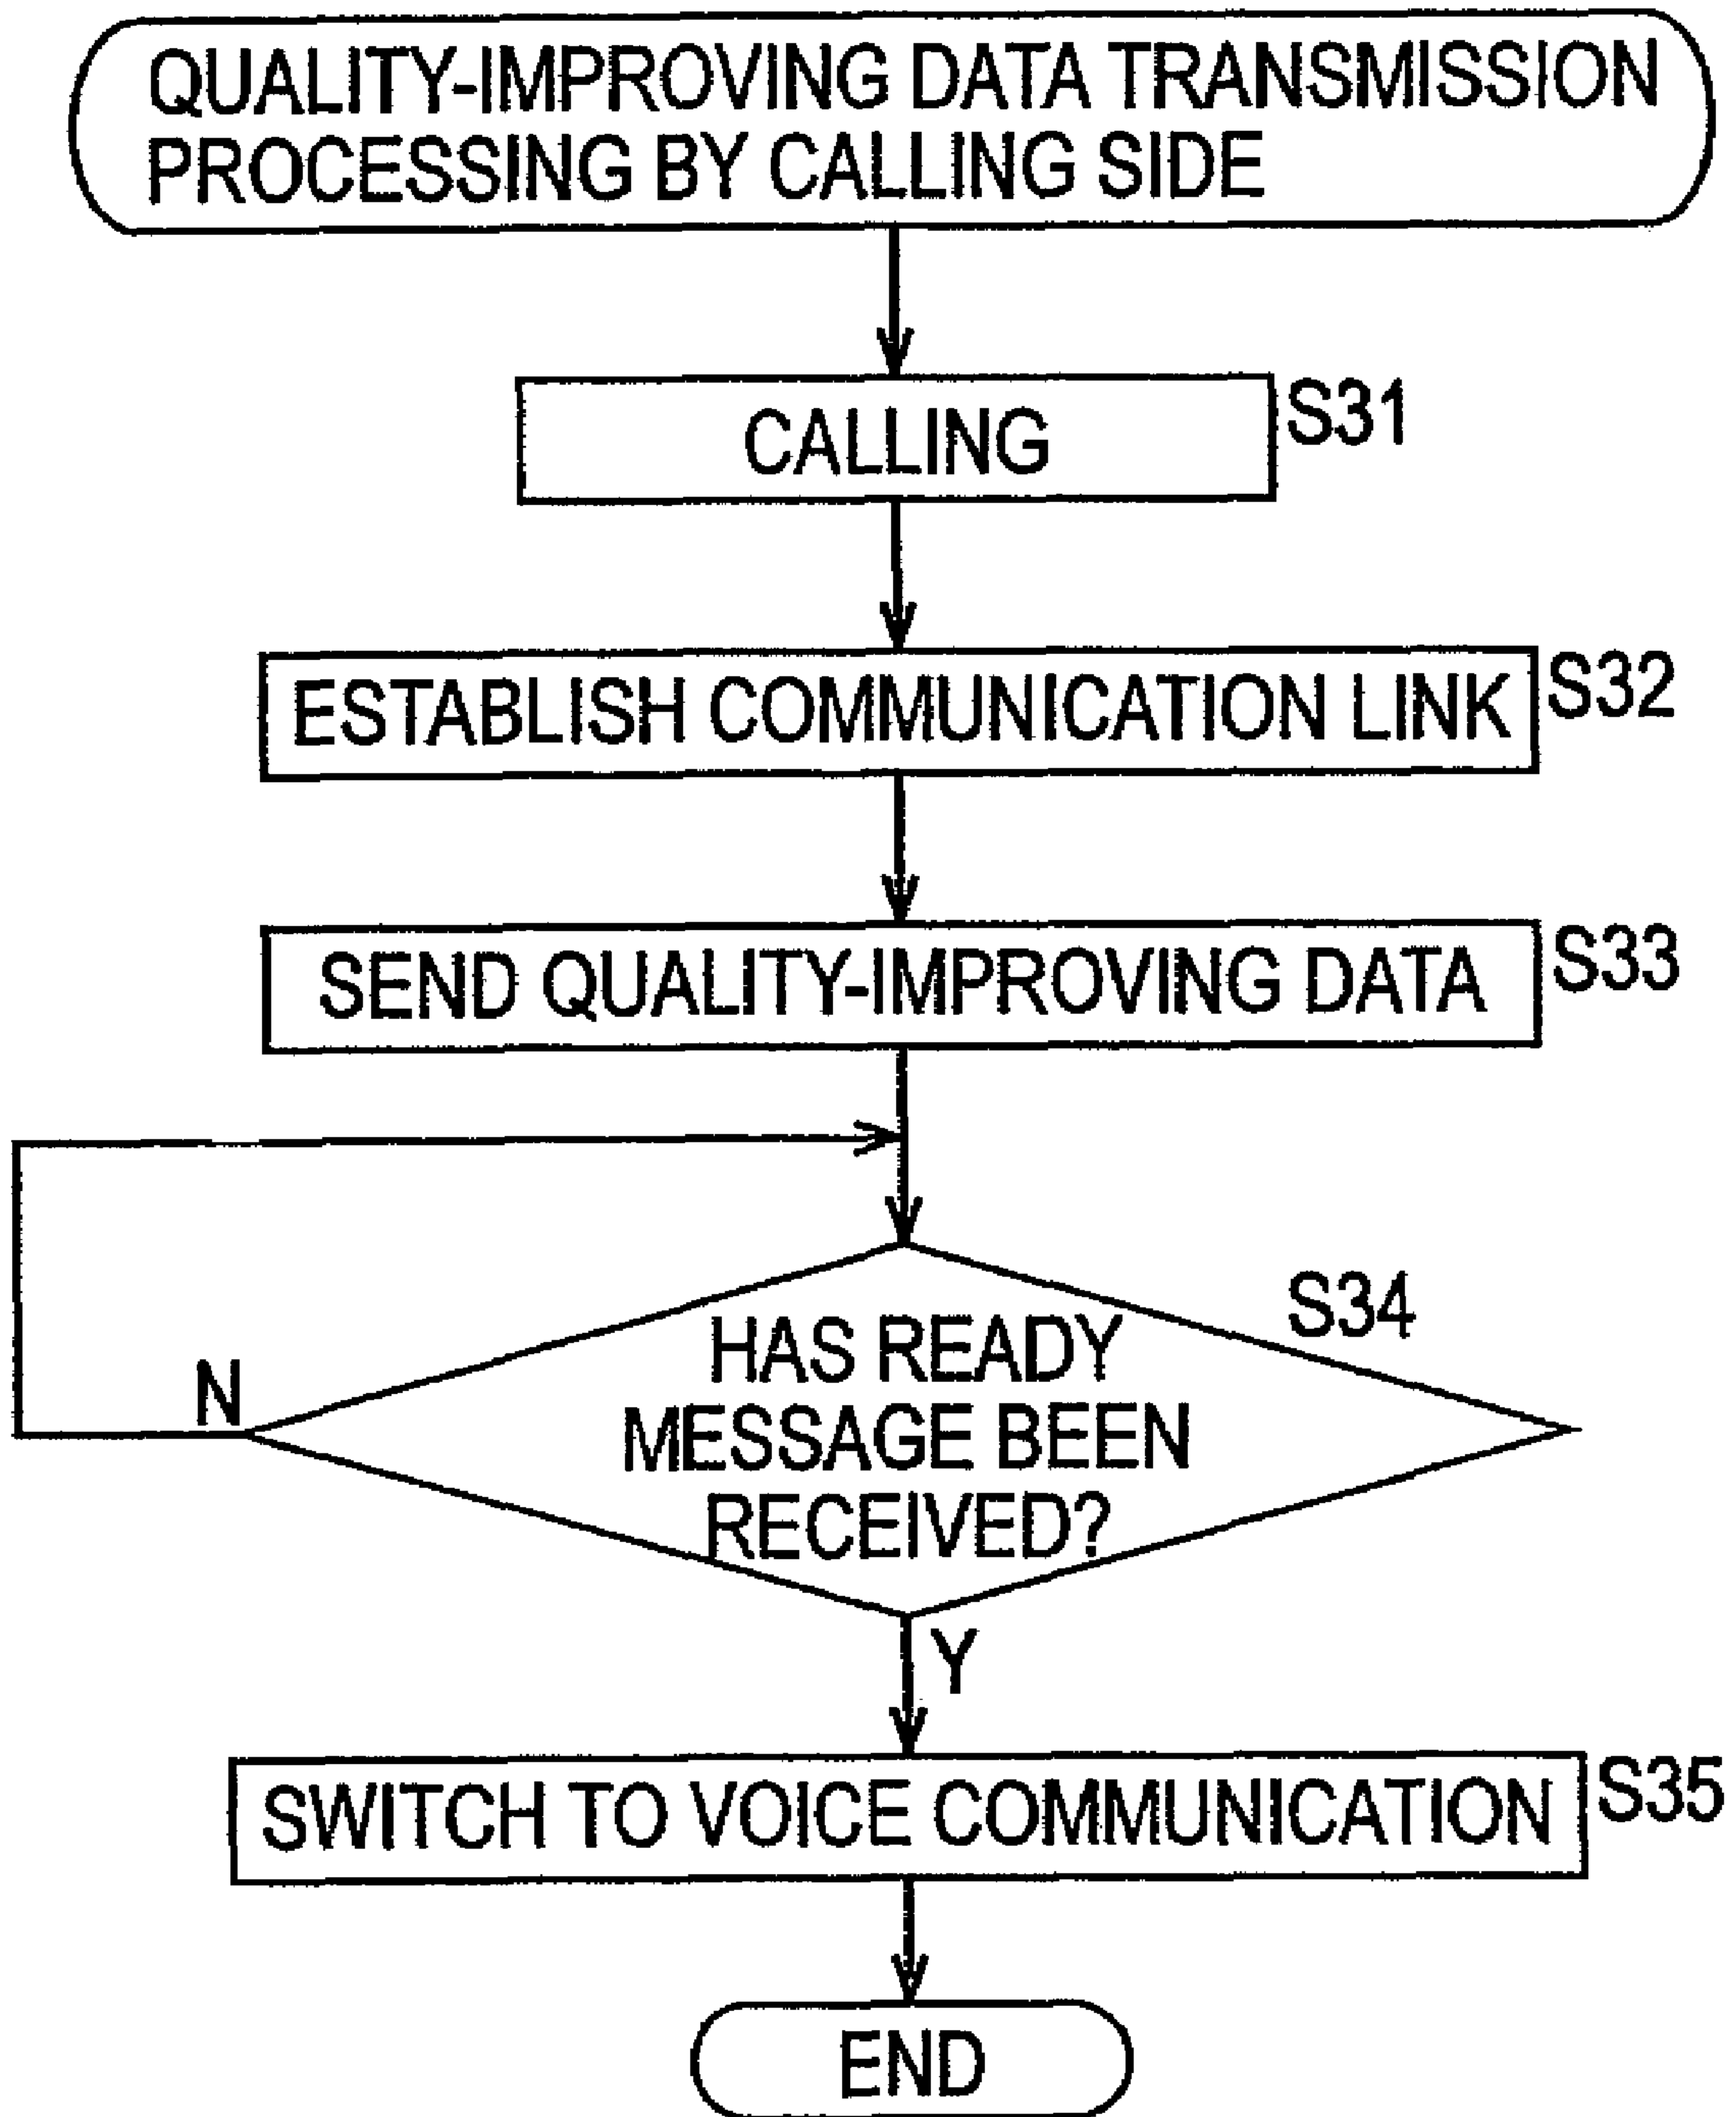 QUALITY-IMPROVING DATA TRANSMISSION
PROCESSING BY CALLING SIDE
CALLING
S31
ESTABLISH COMMUNICATION LINK
S32
SEND QUALITY-IMPROVING DATA
S33
S34
HAS READY
MESSAGE BEEN
RECEIVED?
N
Y
SWITCH TO VOICE COMMUNICATION
S35
END